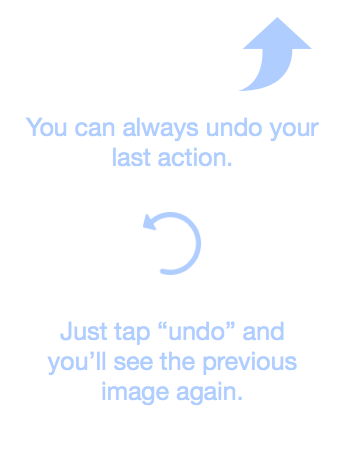 You can always undo your
last action.
Just tap “undo” and
you’ll see the previous
image again.